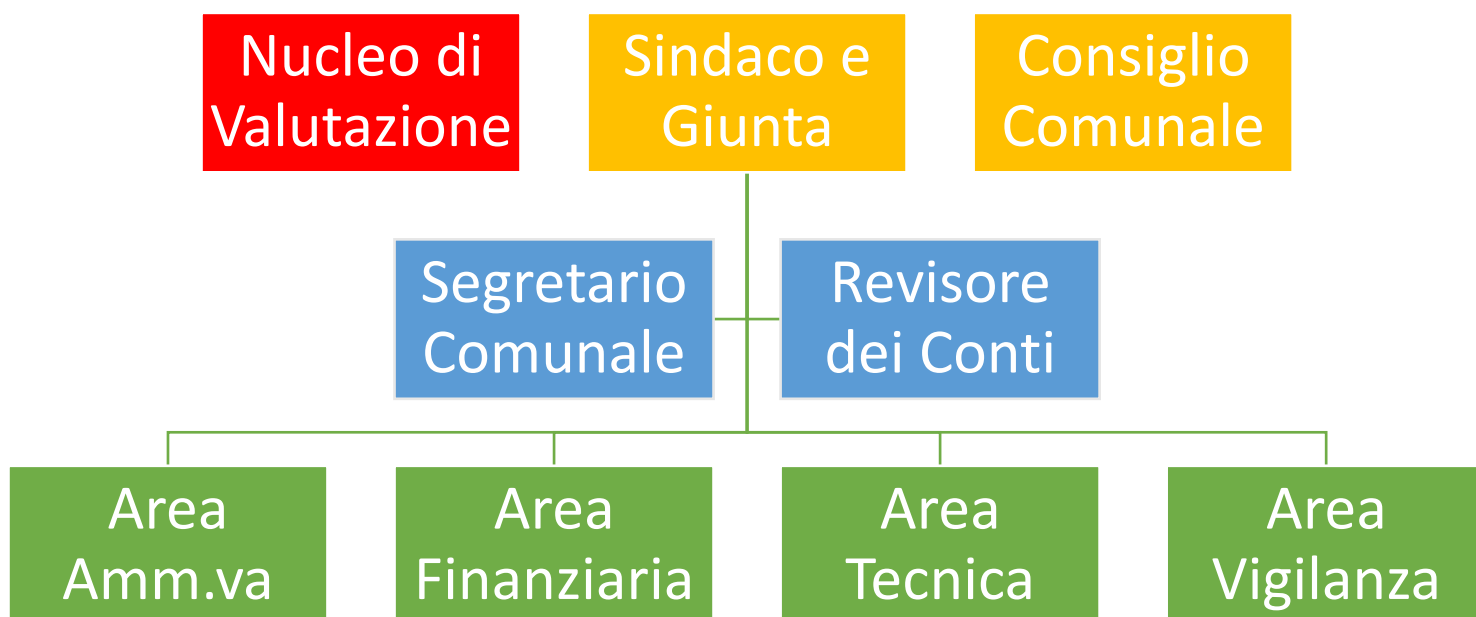 Nucleo di
Valutazione
Sindaco e
Giunta
Consiglio
Comunale
Segretario
Comunale
Revisore
dei Conti
Area
Amm.va
Area
Finanziaria
Area
Tecnica
Area
Vigilanza